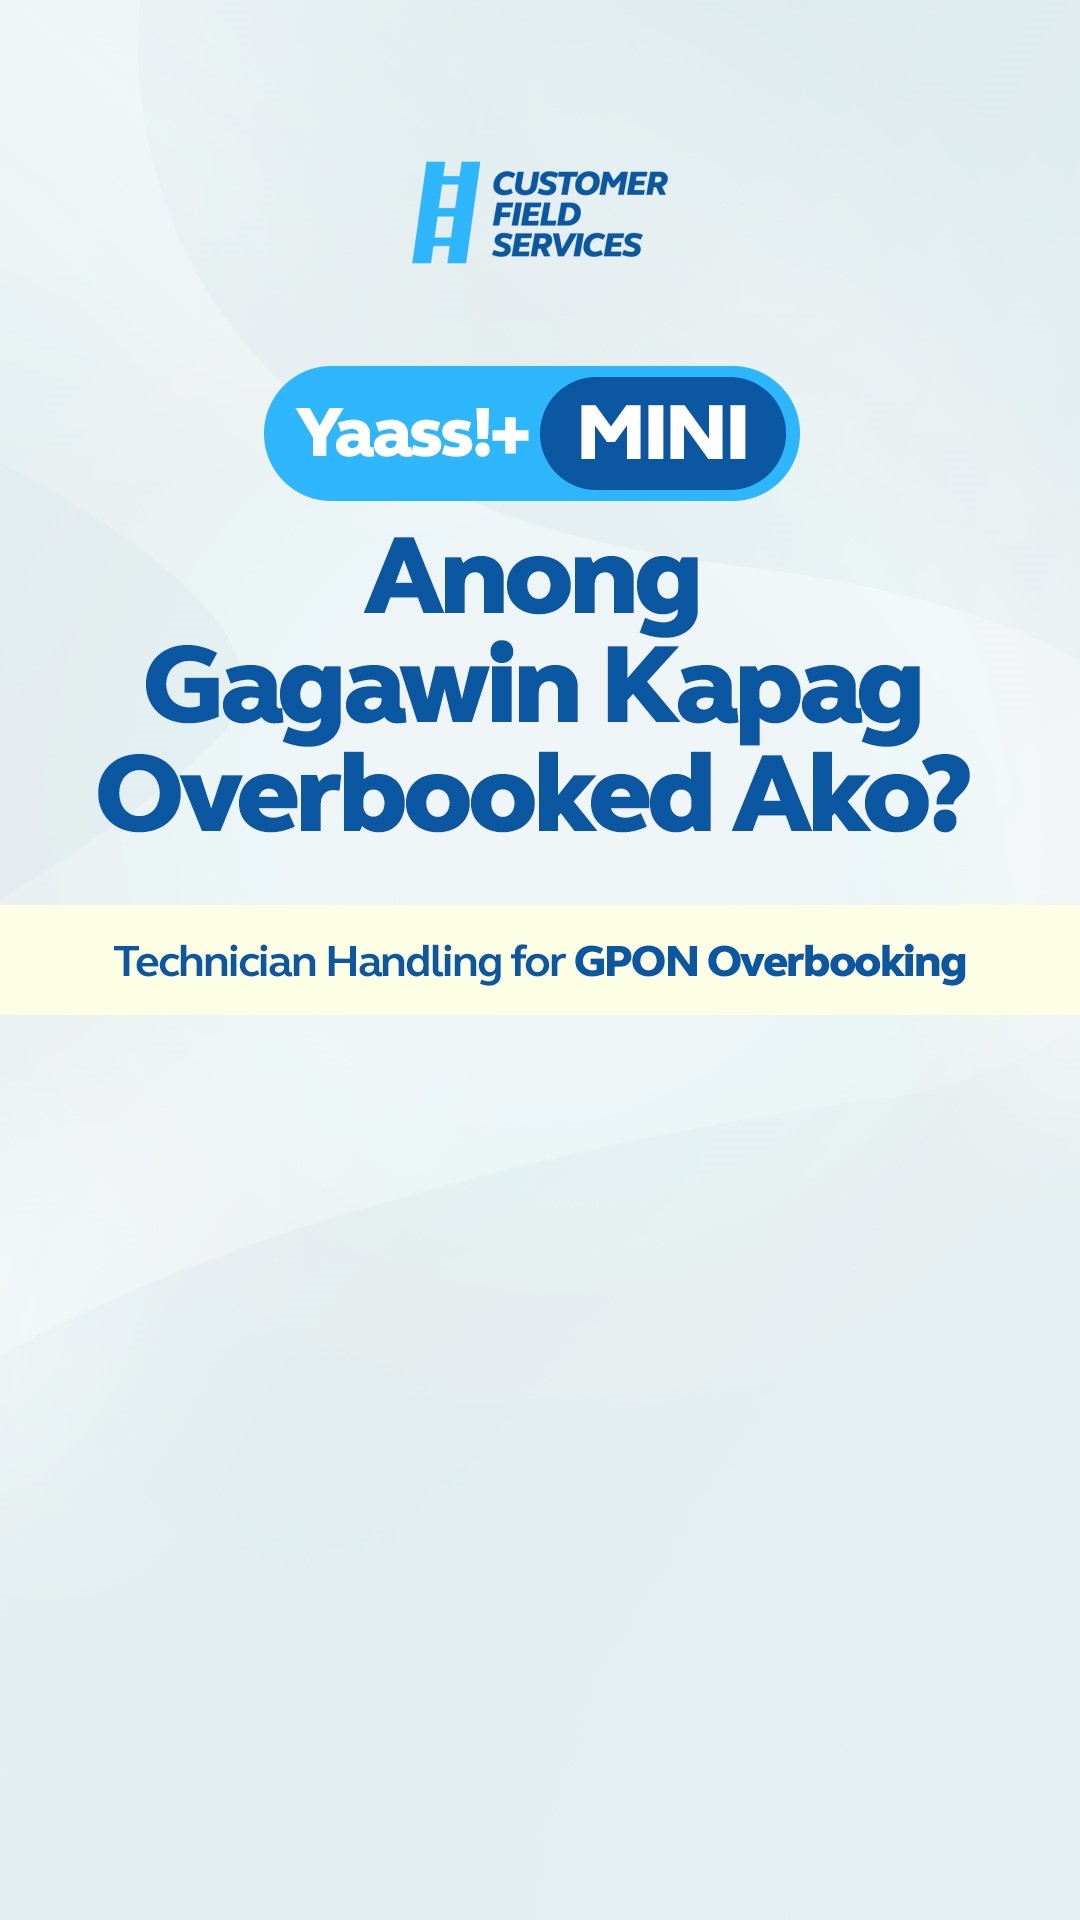 CUSTOMER
FIELD
SERVICES
Yaass!+ MINI
Anong
Gagawin Kapag
Overbooked Ako?
Technician Handling for GPON Overbooking